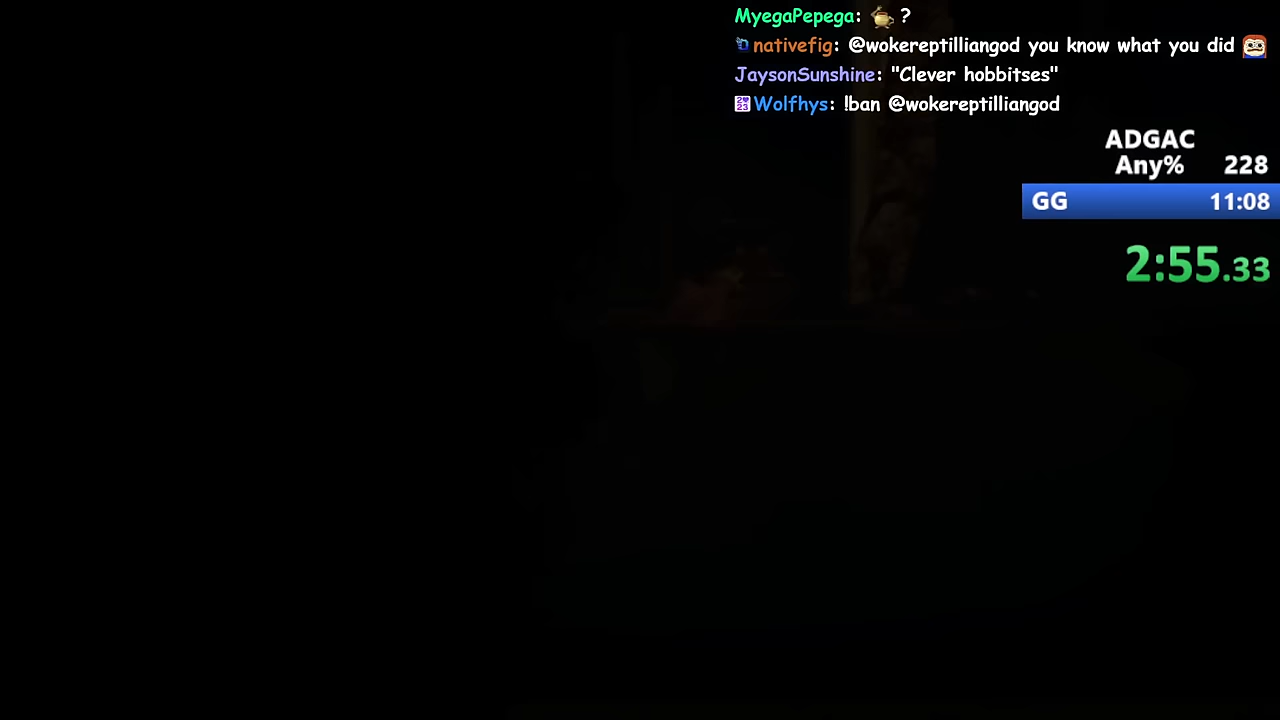 MyegaPepega: ?
nativefig: @wokereptilliangod you know what you did
JaysonSunshine: "Clever hobbitses"
Wolfhys: !ban @wokereptilliangod
ADGAC
Any% 228
GG 11:08
2:55.33